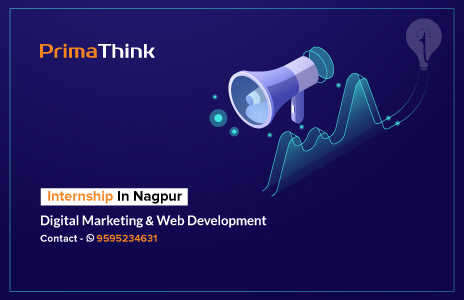 PrimaThink
Internship In Nagpur
Digital Marketing & Web Development
Contact - 9595234631